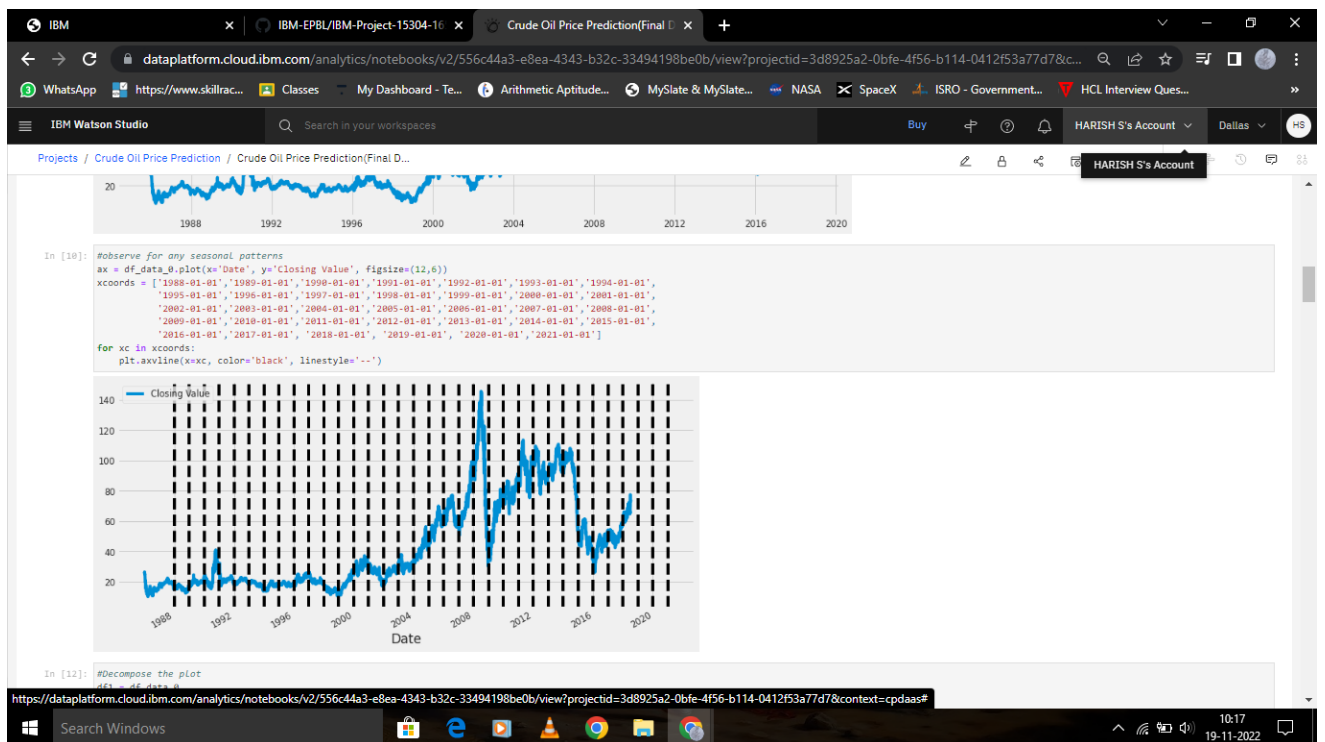 IBM
IBM-EPBL/IBM-Project-15304-16
Crude Oil Price Prediction(Final D
dataplatform.cloud.ibm.com/analytics/notebooks/v2/556c44a3-e8ea-4343-b32c-33494198be0b/view?projectid=3d8925a2-0bfe-4f56-b114-0412f53a77d7&c...
WhatsApp https://www.skillrac... Classes My Dashboard - Te... Arithmetic Aptitude... MySlate & MySlate... NASA SpaceX ISRO - Government... HCL Interview Ques... »
IBM Watson Studio Search in your workspaces Buy HARISH S's Account Dallas HS
Projects / Crude Oil Price Prediction / Crude Oil Price Prediction(Final D...
HARISH S's Account
20
1988 1992 1996 2000 2004 2008 2012 2016 2020
In [10]: #observe for any seasonal patterns
ax = df_data_0.plot(x='Date', y='Closing Value', figsize=(12,6))
xcoords = ['1988-01-01','1989-01-01','1990-01-01','1991-01-01','1992-01-01','1993-01-01','1994-01-01',
'1995-01-01','1996-01-01','1997-01-01','1998-01-01','1999-01-01','2000-01-01','2001-01-01',
'2002-01-01','2003-01-01','2004-01-01','2005-01-01','2006-01-01','2007-01-01','2008-01-01',
'2009-01-01','2010-01-01','2011-01-01','2012-01-01','2013-01-01','2014-01-01','2015-01-01',
'2016-01-01','2017-01-01', '2018-01-01', '2019-01-01', '2020-01-01','2021-01-01']
for xc in xcoords:
plt.axvline(x=xc, color='black', linestyle='--')
Closing Value
140
120
100
80
60
40
20
1988 1992 1996 2000 2004 2008 2012 2016 2020
Date
In [12]: #Decompose the plot
df1 = df_data_0
https://dataplatform.cloud.ibm.com/analytics/notebooks/v2/556c44a3-e8ea-4343-b32c-33494198be0b/view?projectid=3d8925a2-0bfe-4f56-b114-0412f53a77d7&context=cpdaas#
Search Windows
10:17
19-11-2022